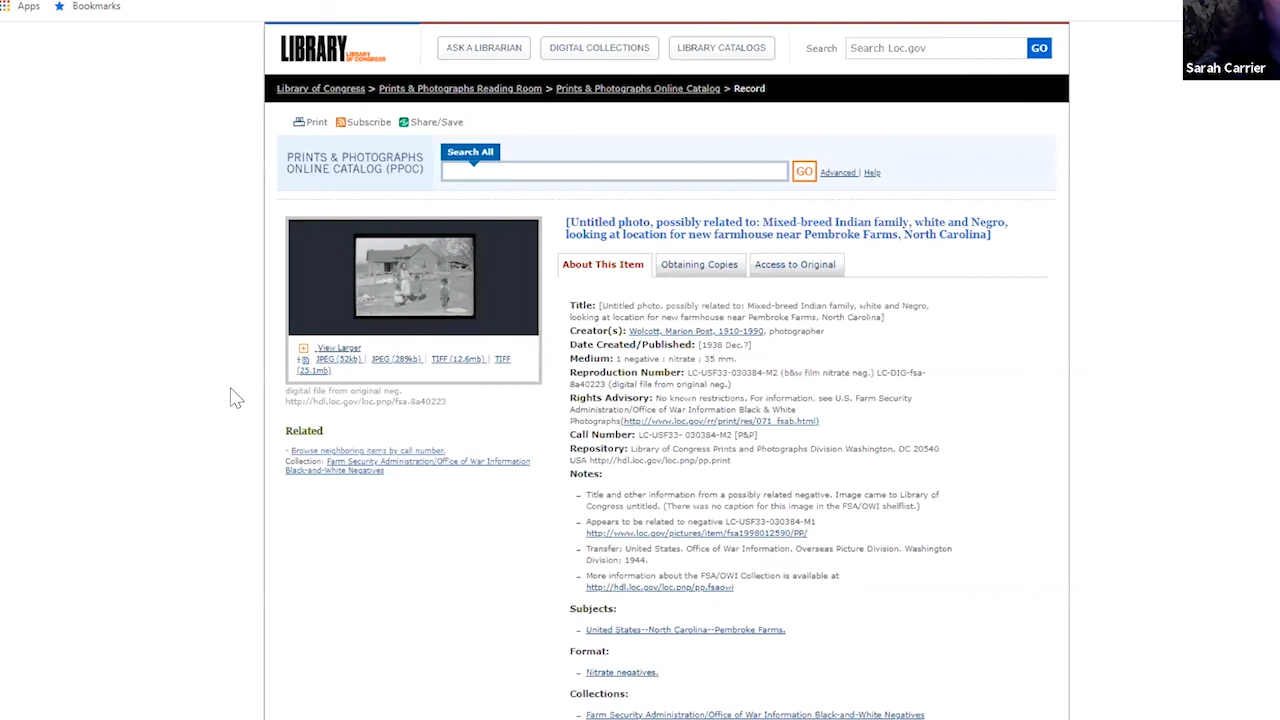 Apps Bookmarks
Sarah Carrier
LIBRARY LIBRARY OF CONGRESS
ASK A LIBRARIAN DIGITAL COLLECTIONS LIBRARY CATALOGS Search Search Loc.gov GO
Library of Congress > Prints & Photographs Reading Room > Prints & Photographs Online Catalog > Record
Print Subscribe Share/Save
Search All
PRINTS & PHOTOGRAPHS
ONLINE CATALOG (PPOC)
GO Advanced | Help
[Untitled photo, possibly related to: Mixed-breed Indian family, white and Negro,
looking at location for new farmhouse near Pembroke Farms, North Carolina]
About This Item Obtaining Copies Access to Original
View Larger
JPEG (52kb) | JPEG (289kb) | TIFF (12.6mb) | TIFF
(25.1mb)
digital file from original neg.
http://hdl.loc.gov/loc.pnp/fsa.8a40223
Related
- Browse neighboring items by call number.
Collection: Farm Security Administration/Office of War Information
Black-and-White Negatives
Title: [Untitled photo, possibly related to: Mixed-breed Indian family, white and Negro,
looking at location for new farmhouse near Pembroke Farms, North Carolina]
Creator(s): Wolcott, Marion Post, 1910-1990, photographer
Date Created/Published: [1938 Dec.?]
Medium: 1 negative : nitrate ; 35 mm.
Reproduction Number: LC-USF33-030384-M2 (b&w film nitrate neg.) LC-DIG-fsa-
8a40223 (digital file from original neg.)
Rights Advisory: No known restrictions. For information, see U.S. Farm Security
Administration/Office of War Information Black & White
Photographs(http://www.loc.gov/rr/print/res/071_fsab.html)
Call Number: LC-USF33- 030384-M2 [P&P]
Repository: Library of Congress Prints and Photographs Division Washington, DC 20540
USA http://hdl.loc.gov/loc.pnp/pp.print
Notes:
- Title and other information from a possibly related negative. Image came to Library of
Congress untitled. (There was no caption for this image in the FSA/OWI shelflist.)
- Appears to be related to negative LC-USF33-030384-M1
http://www.loc.gov/pictures/item/fsa1998012590/PP/
- Transfer; United States. Office of War Information. Overseas Picture Division. Washington
Division; 1944.
- More information about the FSA/OWI Collection is available at
http://hdl.loc.gov/loc.pnp/pp.fsaowi
Subjects:
- United States--North Carolina--Pembroke Farms.
Format:
- Nitrate negatives.
Collections:
- Farm Security Administration/Office of War Information Black-and-White Negatives